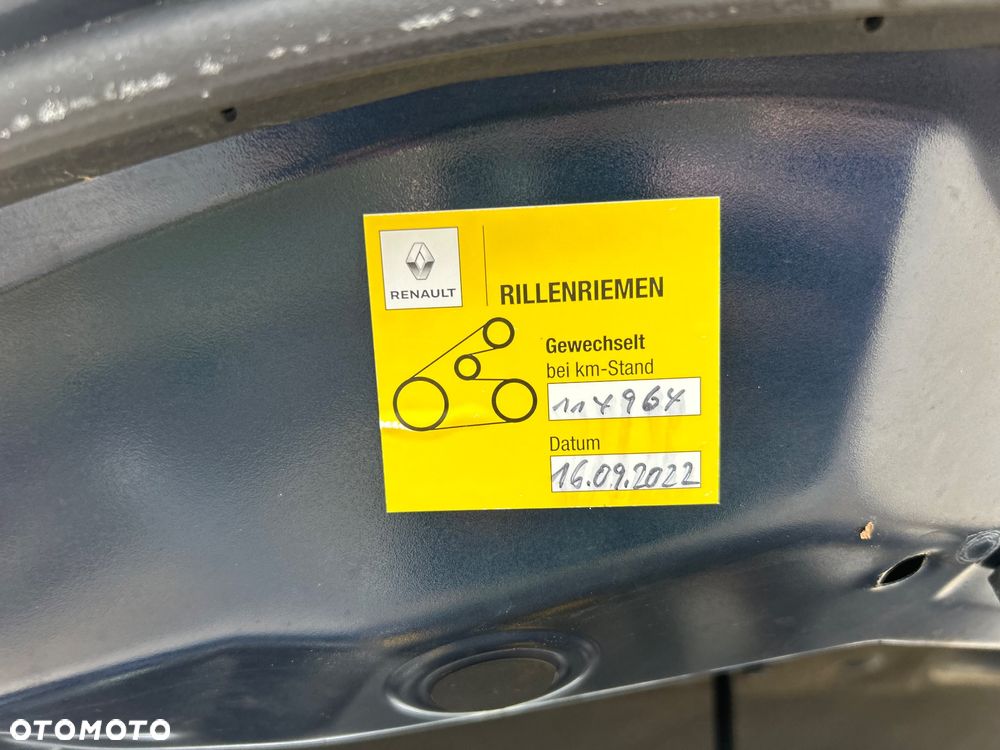 RENAULT
RILLENRIEMEN
Gewechselt
bei km-Stand
114964
Datum
16.09.2022
OTOMOTO